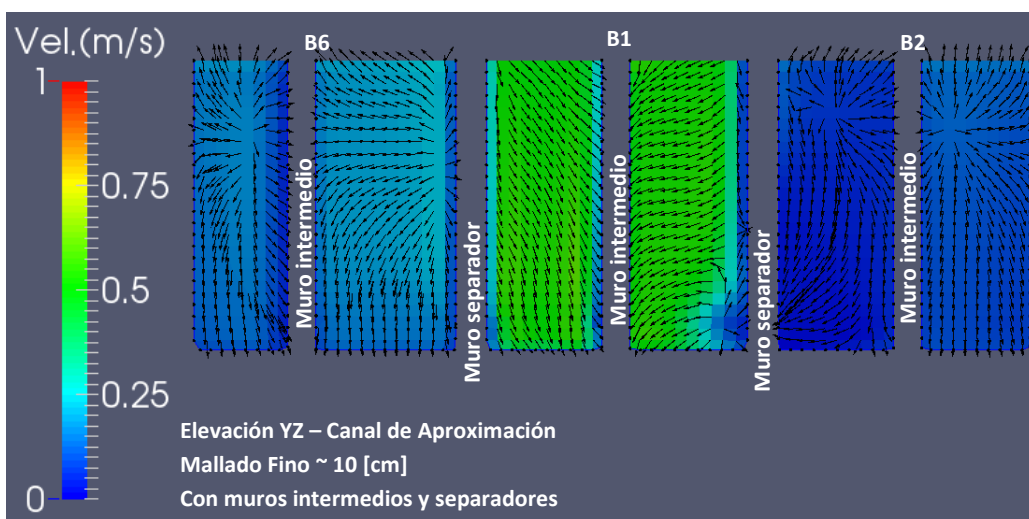 Vel.(m/s)
1
0.75
0.5
0.25
0
B6
B1
B2
Muro intermedio
Muro separador
Muro intermedio
Muro separador
Muro intermedio
Elevación YZ – Canal de Aproximación
Mallado Fino ~ 10 [cm]
Con muros intermedios y separadores